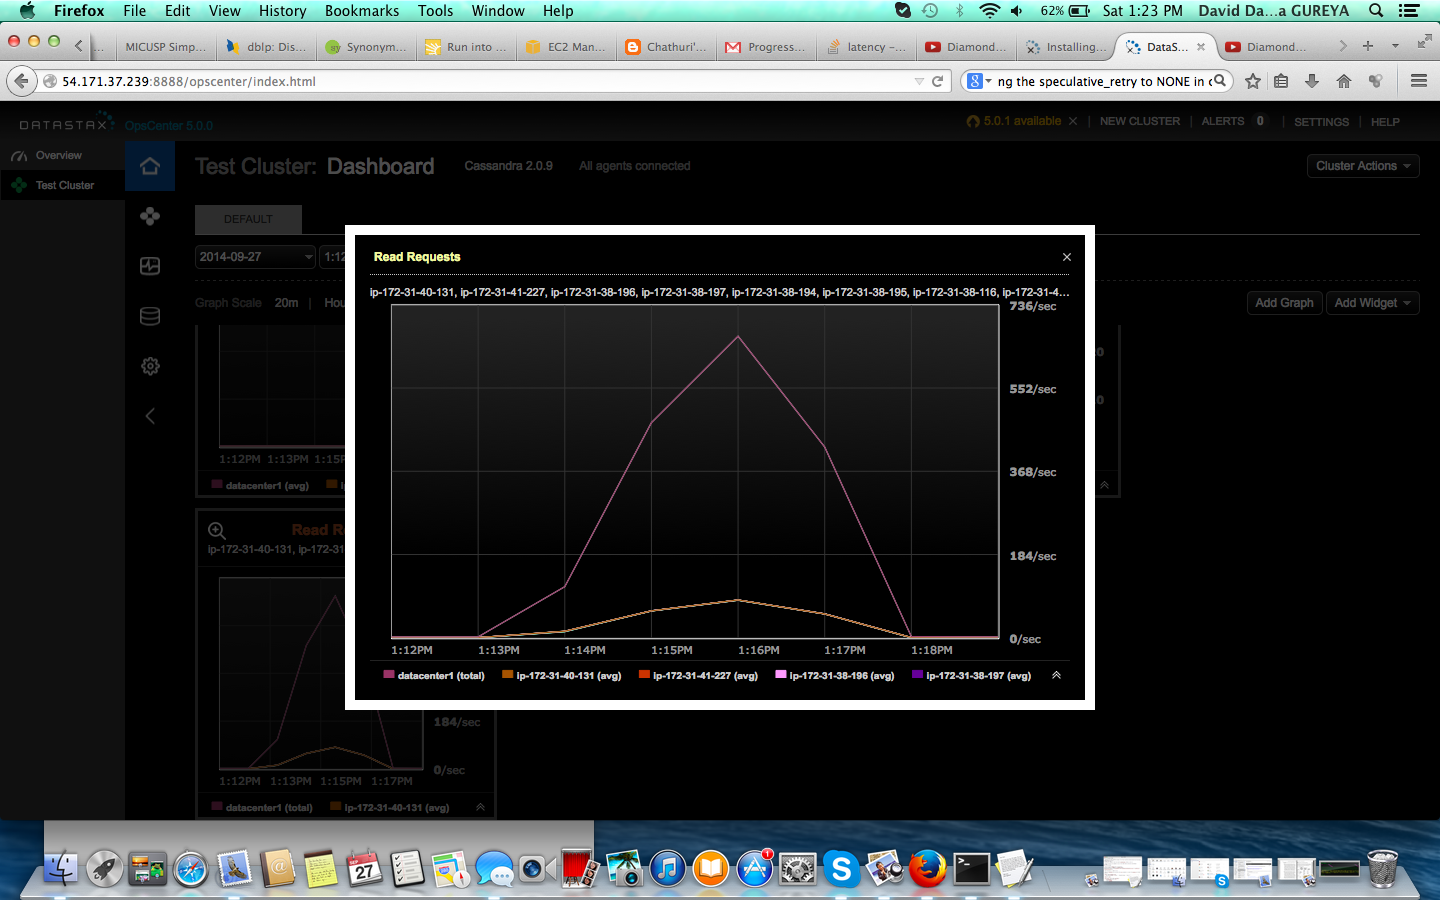 Firefox File Edit View History Bookmarks Tools Window Help 62% Sat 1:23 PM David Da...a GUREYA
... MICUSP Simp... dblp: Dis... sy Synonym... Run into ... EC2 Man... Chathuri'... Progress... latency –... Diamond... Installing... DataS... Diamond...
54.171.37.239:8888/opscenter/index.html ng the speculative_retry to NONE in c
DATASTAX OpsCenter 5.0.0 5.0.1 available × NEW CLUSTER ALERTS 0 SETTINGS HELP
Overview
Test Cluster
Test Cluster: Dashboard Cassandra 2.0.9 All agents connected Cluster Actions
DEFAULT
2014-09-27 1:12
Graph Scale 20m Hou Add Graph Add Widget
Read Requests ×
ip-172-31-40-131, ip-172-31-41-227, ip-172-31-38-196, ip-172-31-38-197, ip-172-31-38-194, ip-172-31-38-195, ip-172-31-38-116, ip-172-31-4...
736/sec
552/sec
368/sec
184/sec
0/sec
1:12PM 1:13PM 1:14PM 1:15PM 1:16PM 1:17PM 1:18PM
datacenter1 (total) ip-172-31-40-131 (avg) ip-172-31-41-227 (avg) ip-172-31-38-196 (avg) ip-172-31-38-197 (avg)
1:12PM 1:13PM 1:15P
datacenter1 (avg)
Read R
ip-172-31-40-131, ip-172-31
184/sec
0/sec
1:12PM 1:13PM 1:15PM 1:17PM
datacenter1 (total) ip-172-31-40-131 (avg)
SEP
27
1